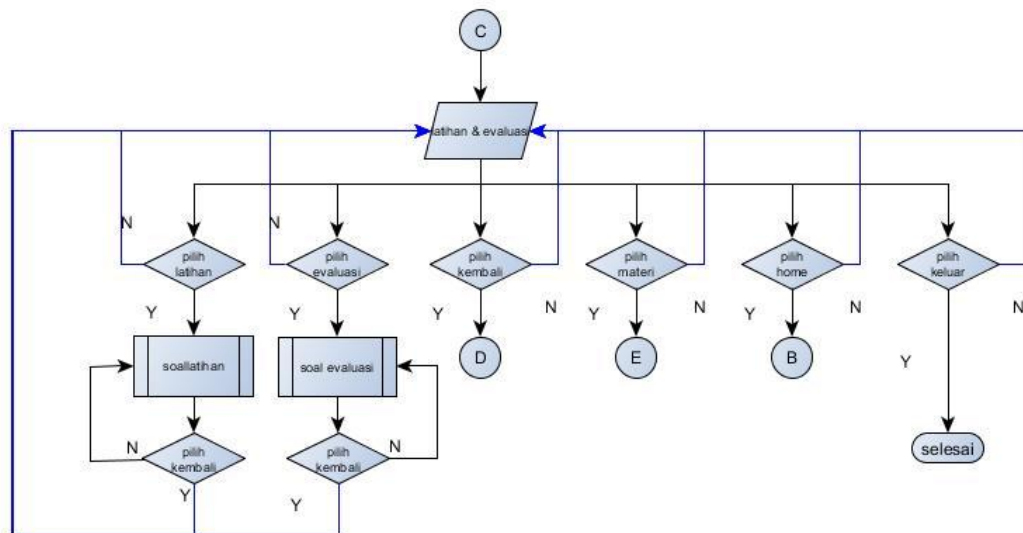 C
latihan & evaluasi
N
N
pilih
latihan
pilih
evaluasi
pilih
kembali
pilih
materi
pilih
home
pilih
keluar
Y
Y
Y
N
Y
N
Y
N
N
soallatihan
soal evaluasi
D
E
B
Y
N
pilih
kembali
N
pilih
kembali
selesai
Y
Y